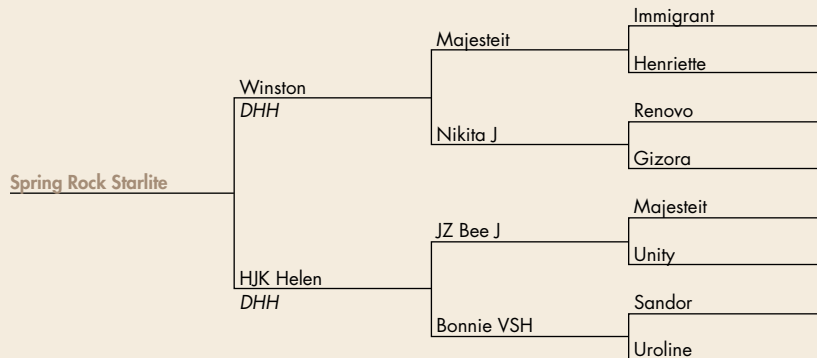 Immigrant
Majesteit
Henriette
Winston
DHH
Renovo
Nikita J
Gizora
Spring Rock Starlite
Majesteit
JZ Bee J
Unity
HJK Helen
DHH
Sandor
Bonnie VSH
Uroline